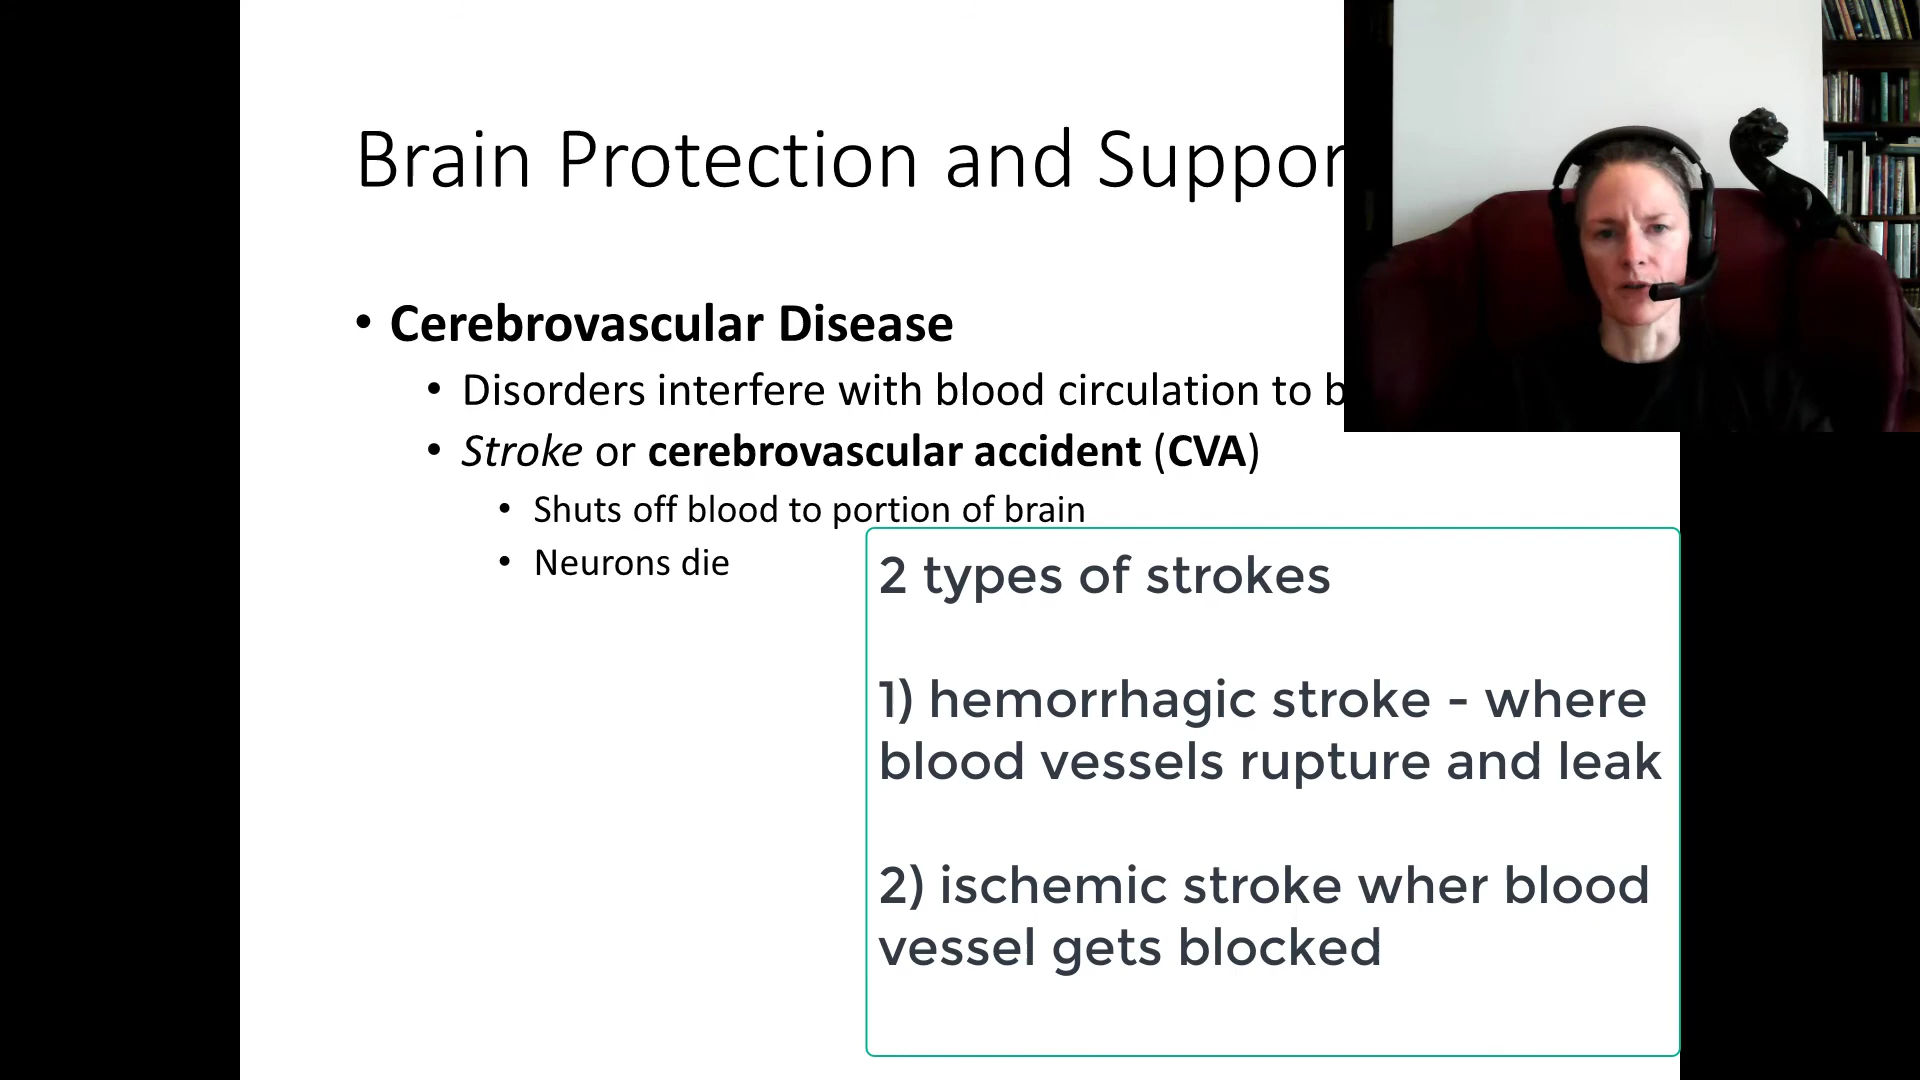 Brain Protection and Suppor
• Cerebrovascular Disease
• Disorders interfere with blood circulation to b
• Stroke or cerebrovascular accident (CVA)
• Shuts off blood to portion of brain
• Neurons die
2 types of strokes
1) hemorrhagic stroke - where
blood vessels rupture and leak
2) ischemic stroke wher blood
vessel gets blocked